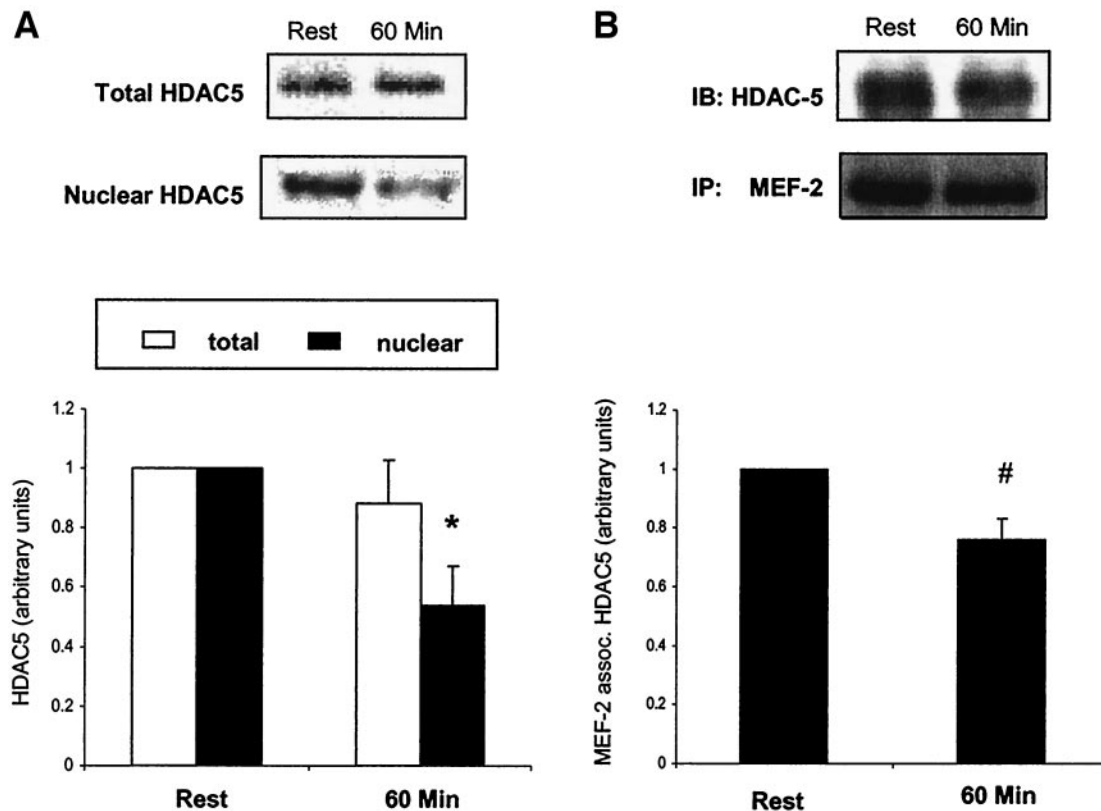 A
Rest 60 Min
Total HDAC5
Nuclear HDAC5
total nuclear
HDAC5 (arbitrary units)
1.2
1
0.8
0.6
0.4
0.2
0
*
Rest 60 Min
B
Rest 60 Min
IB: HDAC-5
IP: MEF-2
MEF-2 assoc. HDAC5 (arbitrary units)
1.2
1
0.8
0.6
0.4
0.2
0
#
Rest 60 Min